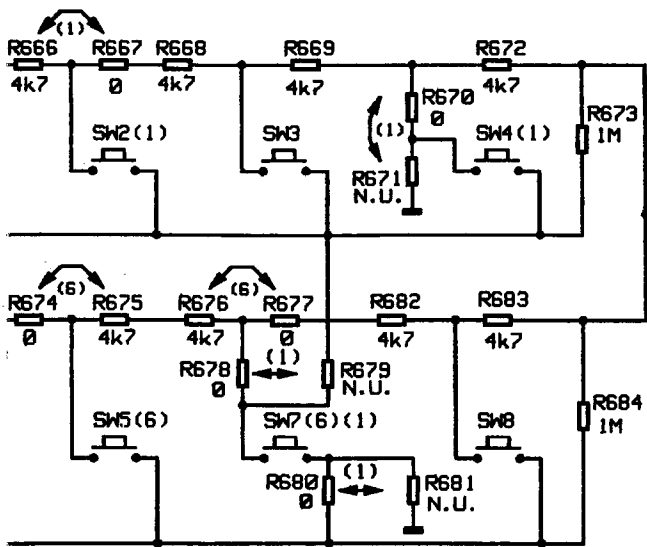 (1)
R666 R667 R668 R669 R672
4k7 0 4k7 4k7 4k7
R670
0
R673
1M
(1)
SW2(1) SW3 SW4(1)
R671
N.U.
(6) (6)
R674 R675 R676 R677 R682 R683
0 4k7 4k7 0 4k7 4k7
(1)
R678
0
R679
N.U.
R684
1M
SW5(6) SW7(6)(1) SW8
(1)
R680
0
R681
N.U.